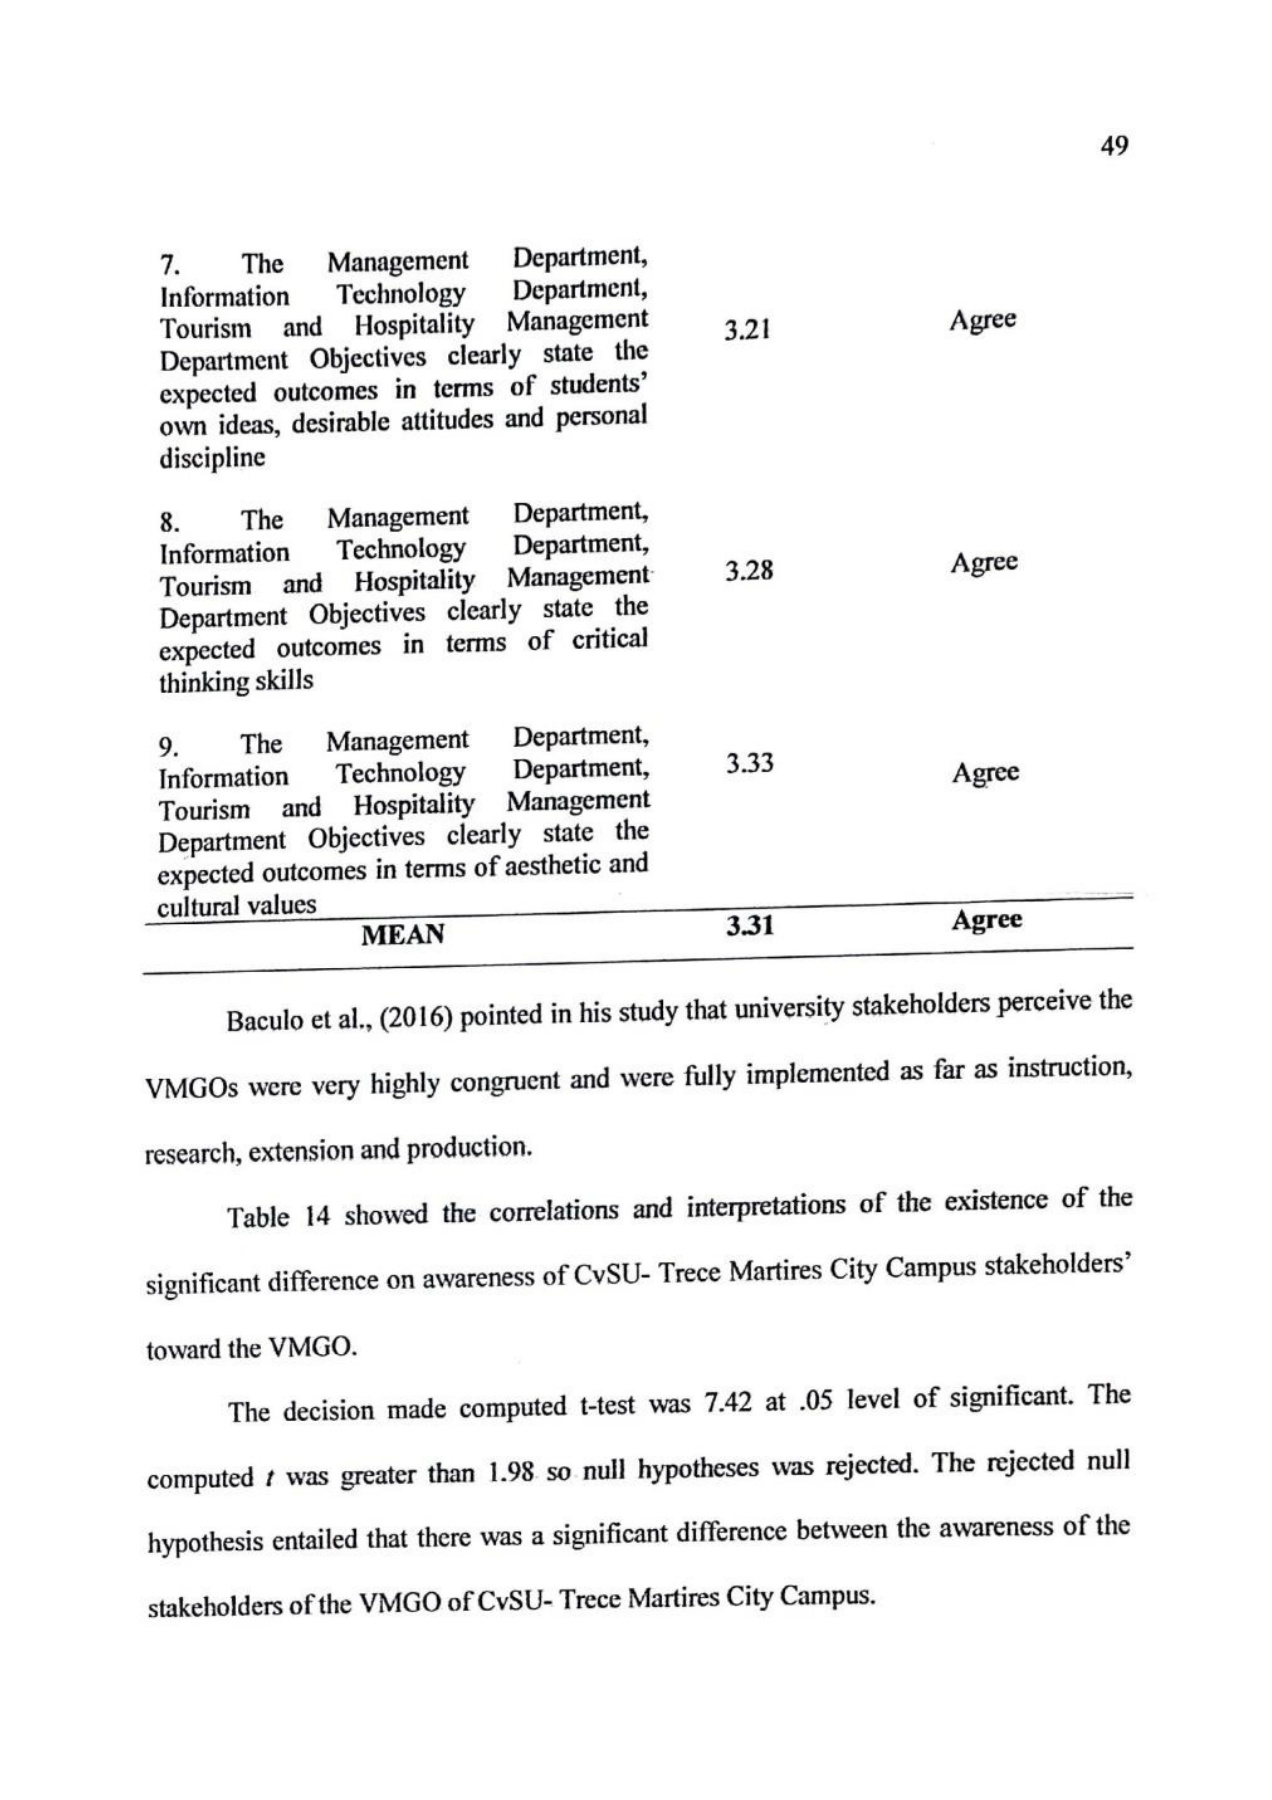 49
7. The Management Department,
Information Technology Department,
Tourism and Hospitality Management
Department Objectives clearly state the
expected outcomes in terms of students'
own ideas, desirable attitudes and personal
discipline
3.21
Agree
8. The Management Department,
Information Technology Department,
Tourism and Hospitality Management
Department Objectives clearly state the
expected outcomes in terms of critical
thinking skills
3.28
Agree
9. The Management Department,
Information Technology Department,
Tourism and Hospitality Management
Department Objectives clearly state the
expected outcomes in terms of aesthetic and
cultural values
3.33
Agree
MEAN 3.31 Agree
Baculo et al., (2016) pointed in his study that university stakeholders perceive the
VMGOs were very highly congruent and were fully implemented as far as instruction,
research, extension and production.
Table 14 showed the correlations and interpretations of the existence of the
significant difference on awareness of CvSU- Trece Martires City Campus stakeholders'
toward the VMGO.
The decision made computed t-test was 7.42 at .05 level of significant. The
computed t was greater than 1.98 so null hypotheses was rejected. The rejected null
hypothesis entailed that there was a significant difference between the awareness of the
stakeholders of the VMGO of CvSU- Trece Martires City Campus.